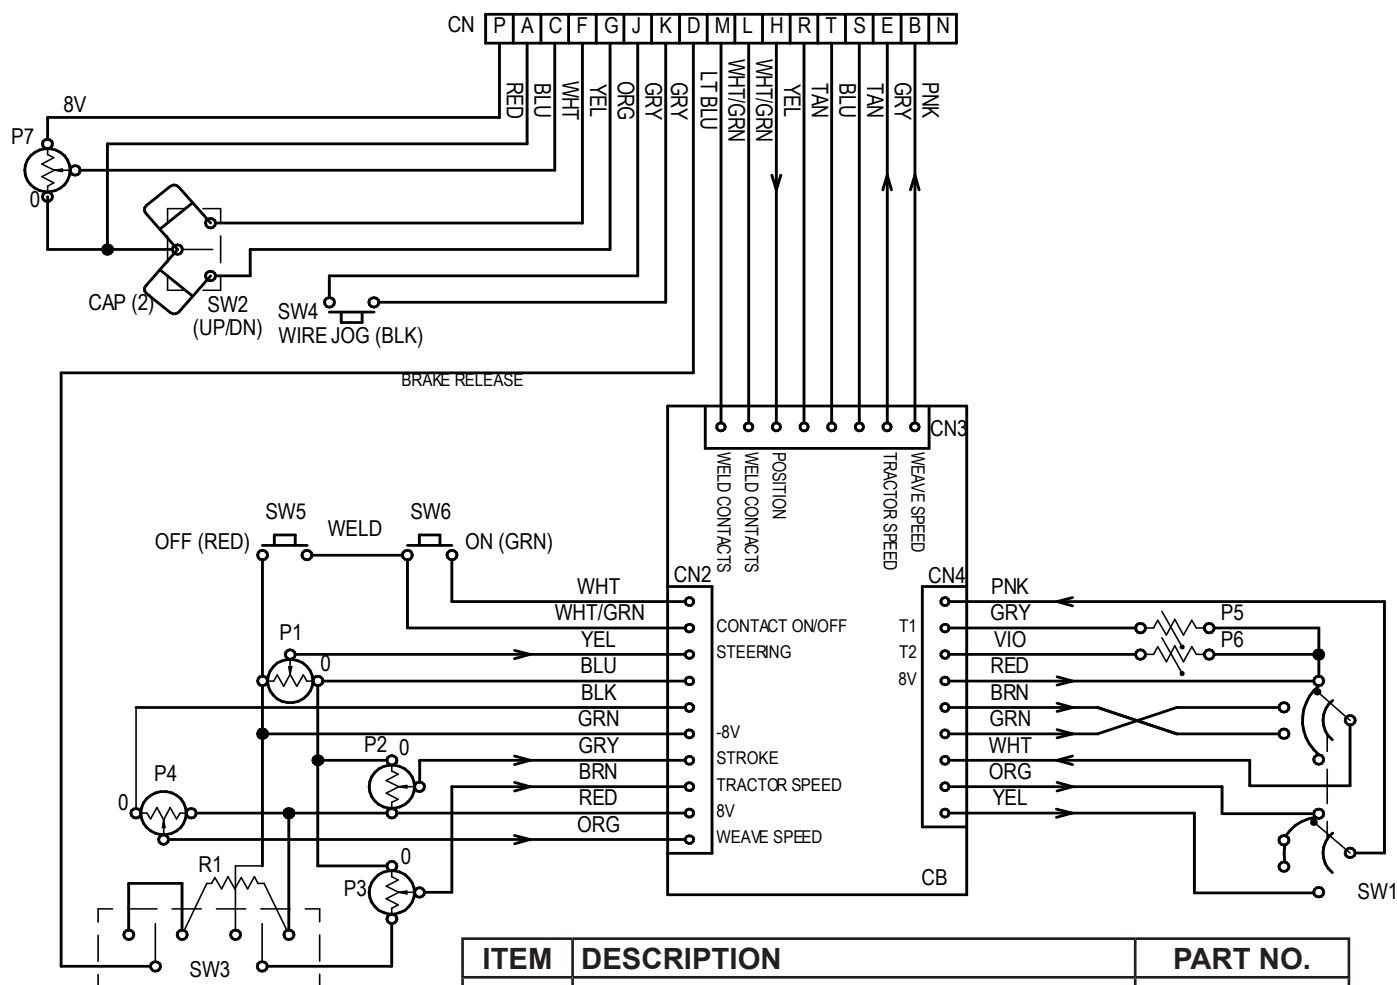 CN P A C F G J K D M L H R T S E B N
RED
BLU
WHT
YEL
ORG
GRY
GRY
LT BLU
WHT/GRN
WHT/GRN
YEL
TAN
BLU
TAN
GRY
PNK
8V
P7
0
CAP (2)
SW2
(UP/DN)
SW4
WIRE JOG (BLK)
BRAKE RELEASE
CN3
WELD CONTACTS
WELD CONTACTS
POSITION
TRACTOR SPEED
WEAVE SPEED
SW5
WELD
SW6
OFF (RED)
ON (GRN)
CN2
WHT
WHT/GRN
CONTACT ON/OFF
YEL
STEERING
BLU
BLK
GRN
-8V
GRY
STROKE
BRN
TRACTOR SPEED
RED
8V
ORG
WEAVE SPEED
P1
0
P2
0
P4
0
R1
P3
0
SW3
CN4
PNK
GRY
T1
P5
VIO
T2
P6
RED
8V
BRN
GRN
WHT
ORG
YEL
CB
SW1
ITEM DESCRIPTION PART NO.